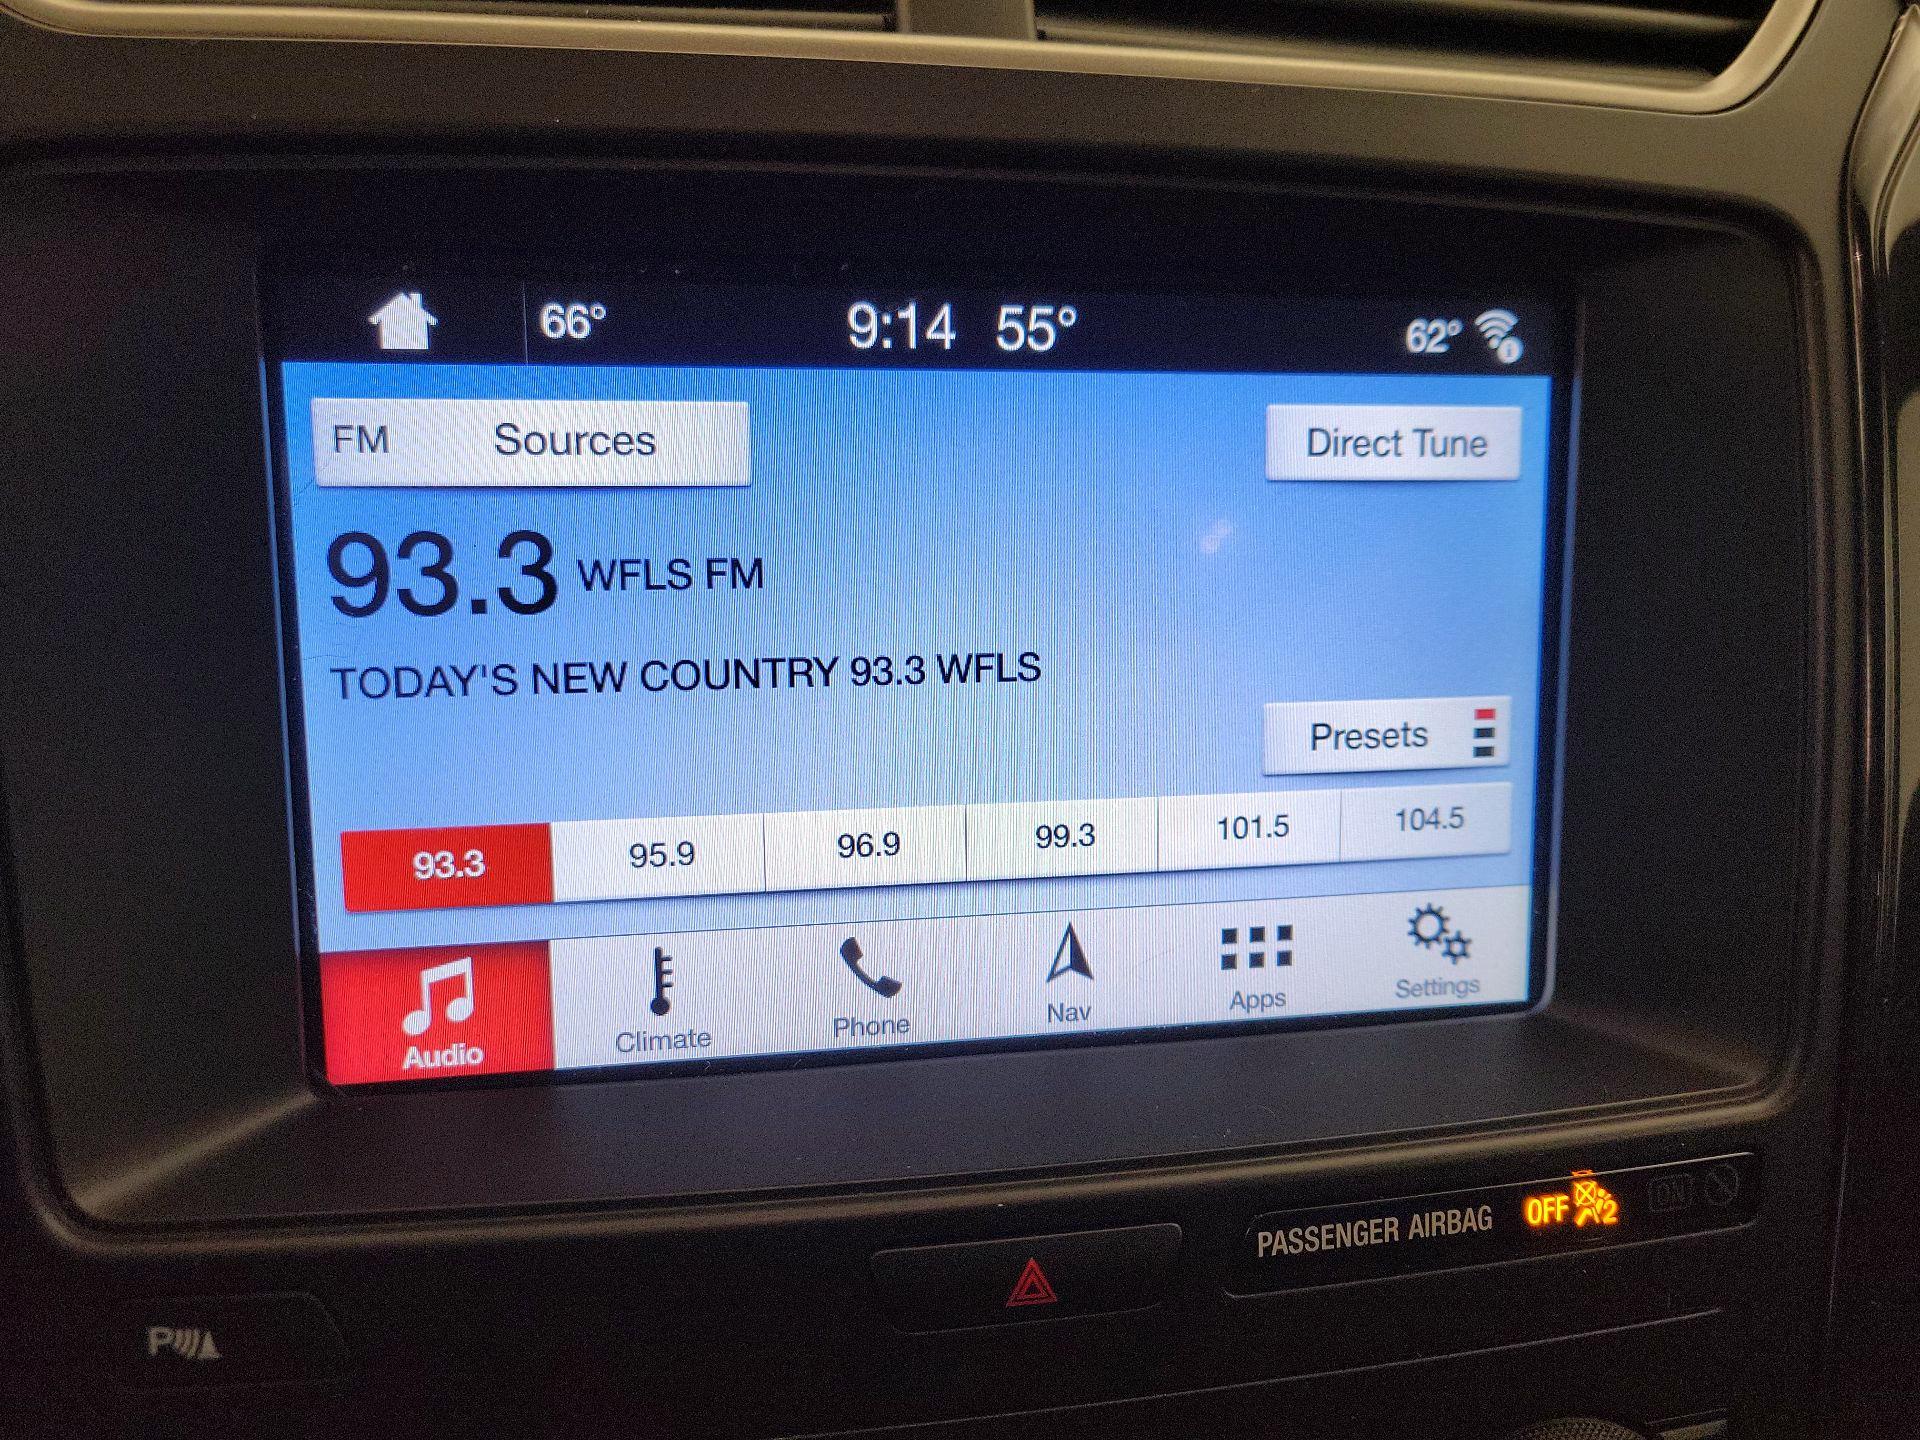 66° 9:14 55° 62°
FM Sources Direct Tune
93.3 WFLS FM
TODAY'S NEW COUNTRY 93.3 WFLS
Presets
93.3 95.9 96.9 99.3 101.5 104.5
Audio Climate Phone Nav Apps Settings
PASSENGER AIRBAG OFF 2 ON
P